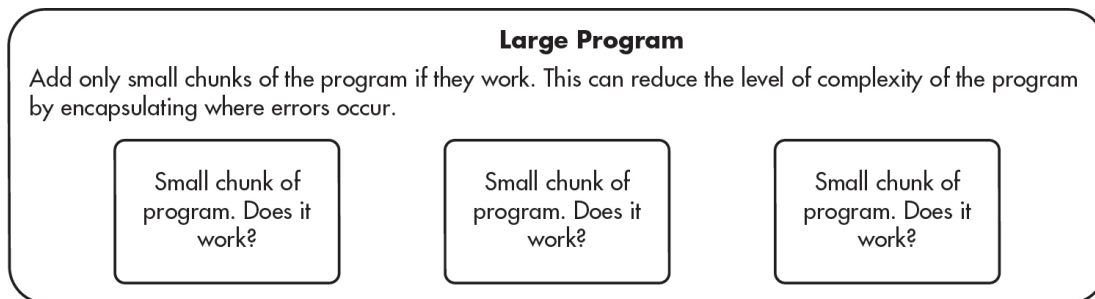 Large Program
Add only small chunks of the program if they work. This can reduce the level of complexity of the program
by encapsulating where errors occur.
Small chunk of
program. Does it
work?
Small chunk of
program. Does it
work?
Small chunk of
program. Does it
work?